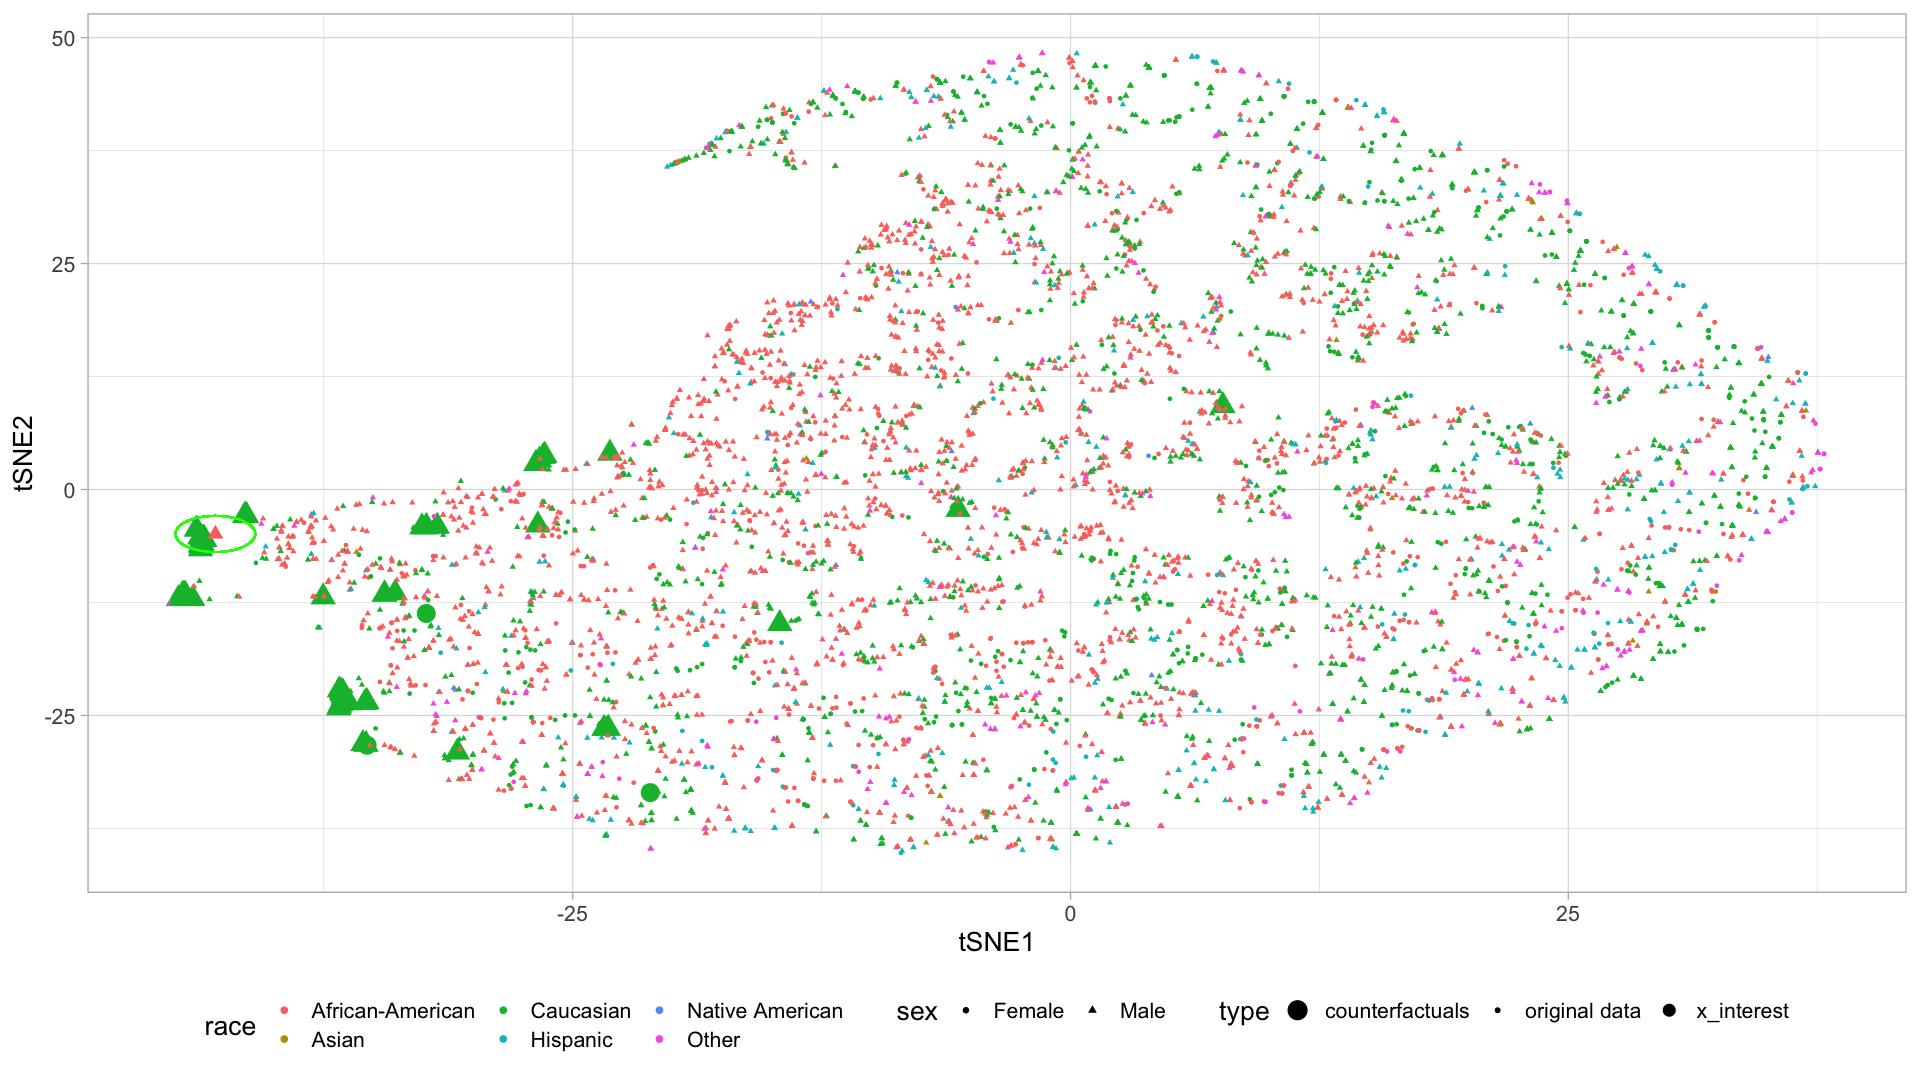 50
25
0
-25
tSNE2
-25 0 25
tSNE1
race African-American Caucasian Native American sex Female Male type counterfactuals original data x_interest
Asian Hispanic Other